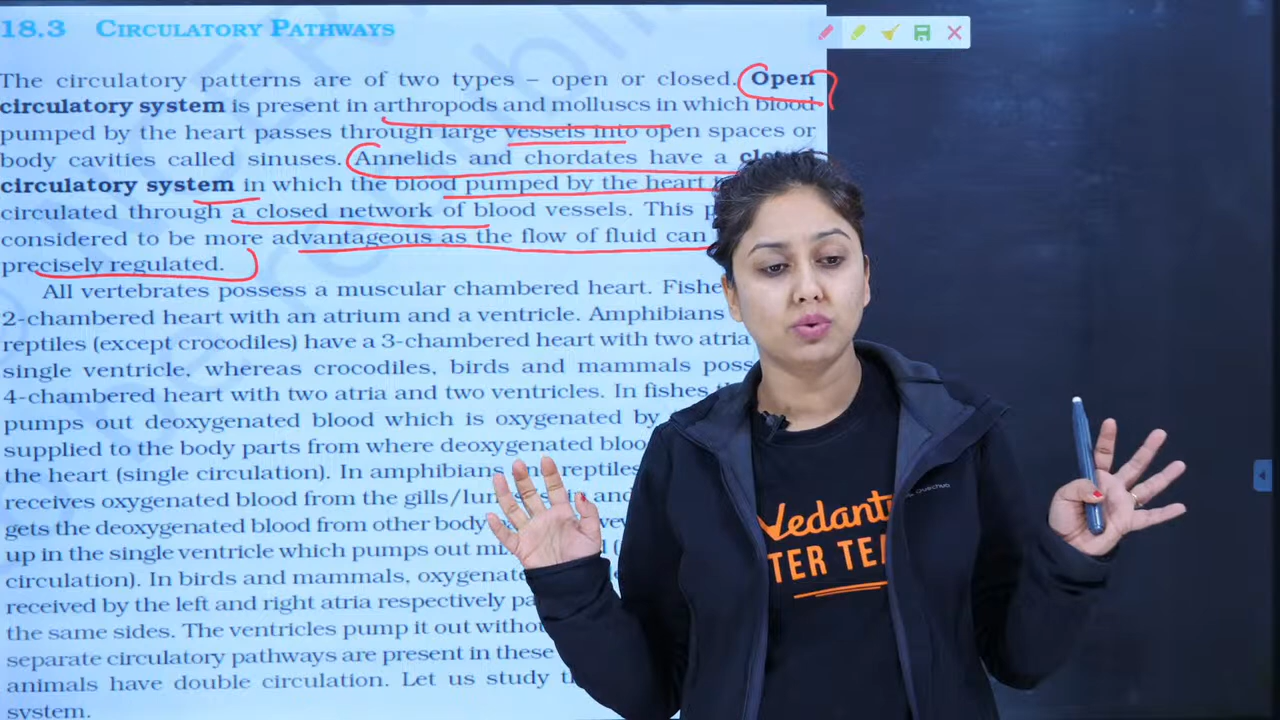 18.3 CIRCULATORY PATHWAYS
The circulatory patterns are of two types – open or closed. Open
circulatory system is present in arthropods and molluscs in which blood
pumped by the heart passes through large vessels into open spaces or
body cavities called sinuses. Annelids and chordates have a closed
circulatory system in which the blood pumped by the heart
circulated through a closed network of blood vessels. This
considered to be more advantageous as the flow of fluid can
precisely regulated.
All vertebrates possess a muscular chambered heart.
2-chambered heart with an atrium and a ventricle. Amphibians
reptiles (except crocodiles) have a 3-chambered heart with two atria
single ventricle, whereas crocodiles, birds and mammals
4-chambered heart with two atria and two ventricles. In fishes
pumps out deoxygenated blood which is oxygenated by
supplied to the body parts from where deoxygenated
the heart (single circulation). In amphibians and reptiles
receives oxygenated blood from the gills/lungs/skin and
gets the deoxygenated blood from other body
up in the single ventricle which pumps out
circulation). In birds and mammals,
received by the left and right atria respectively
the same sides. The ventricles pump it out
separate circulatory pathways are present in these
animals have double circulation. Let us study
system.
Vedantu